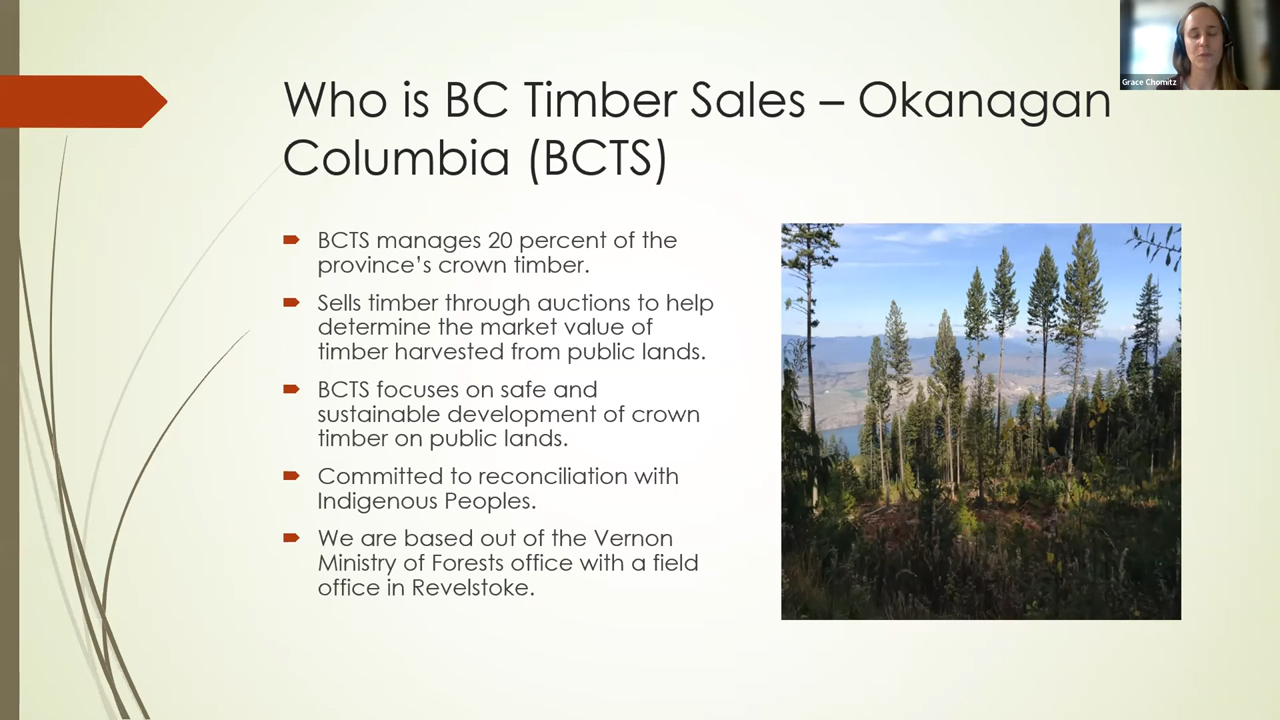 Who is BC Timber Sales – Okanagan
Columbia (BCTS)
BCTS manages 20 percent of the
province’s crown timber.
Sells timber through auctions to help
determine the market value of
timber harvested from public lands.
BCTS focuses on safe and
sustainable development of crown
timber on public lands.
Committed to reconciliation with
Indigenous Peoples.
We are based out of the Vernon
Ministry of Forests office with a field
office in Revelstoke.
Grace Chomitz